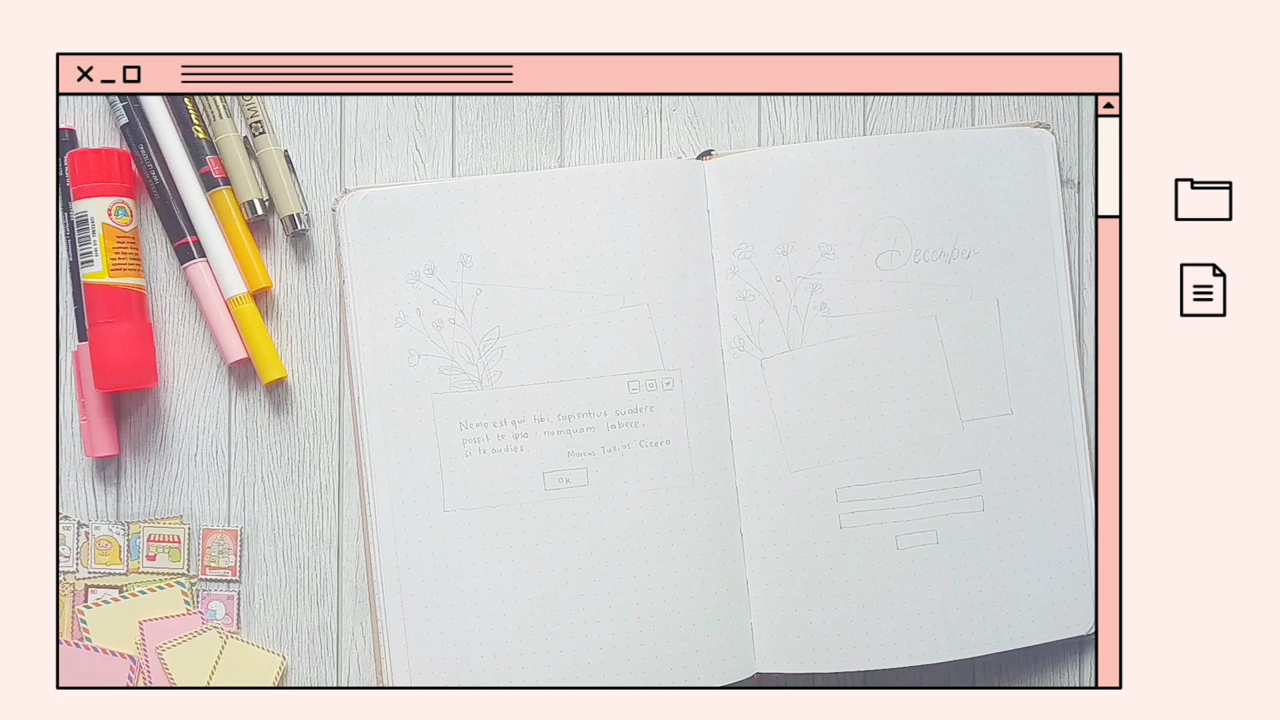 MIC
December
Nemo est qui tibi sapientius suadere
possit te ipso : numquam labere,
si te audies.
Marcus Tullius Cicero
OK